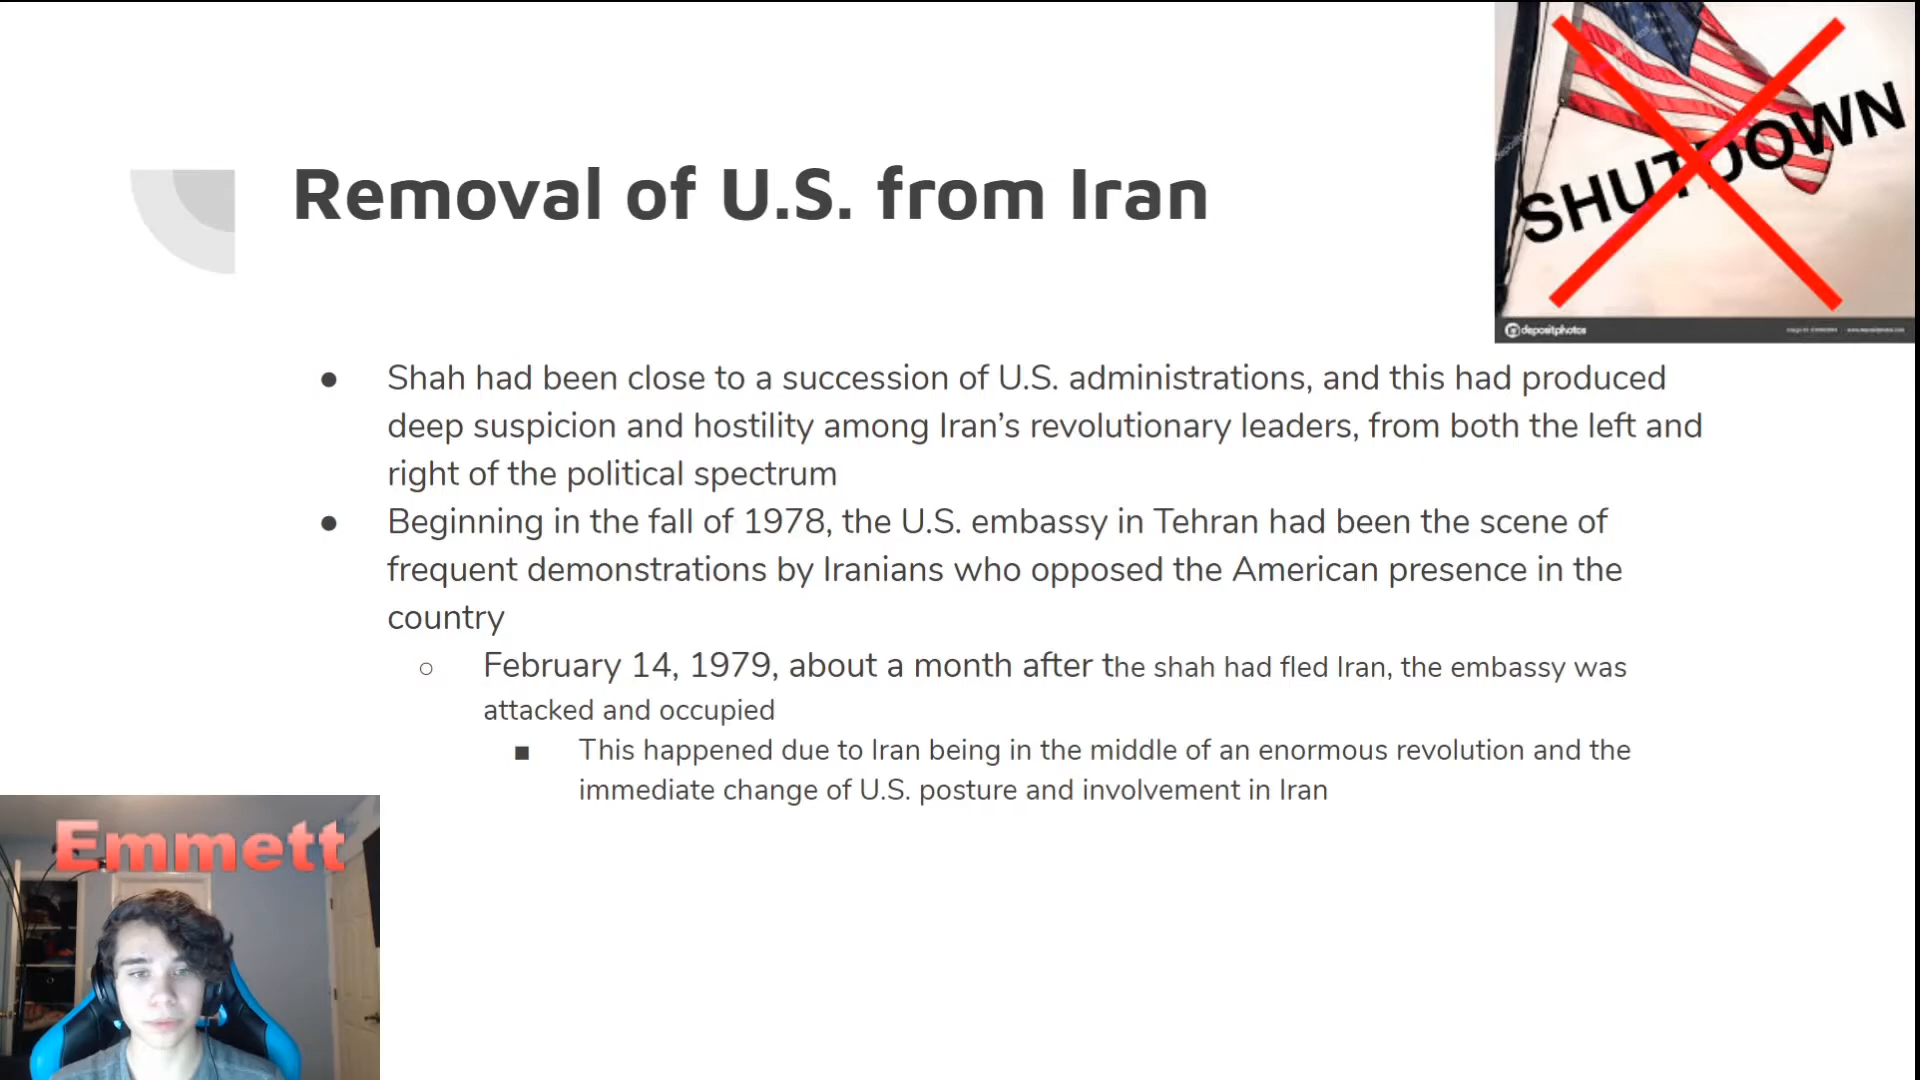 SHUTDOWN
depositphotos
Removal of U.S. from Iran
● Shah had been close to a succession of U.S. administrations, and this had produced
deep suspicion and hostility among Iran’s revolutionary leaders, from both the left and
right of the political spectrum
● Beginning in the fall of 1978, the U.S. embassy in Tehran had been the scene of
frequent demonstrations by Iranians who opposed the American presence in the
country
○ February 14, 1979, about a month after the shah had fled Iran, the embassy was
attacked and occupied
■ This happened due to Iran being in the middle of an enormous revolution and the
immediate change of U.S. posture and involvement in Iran
Emmett